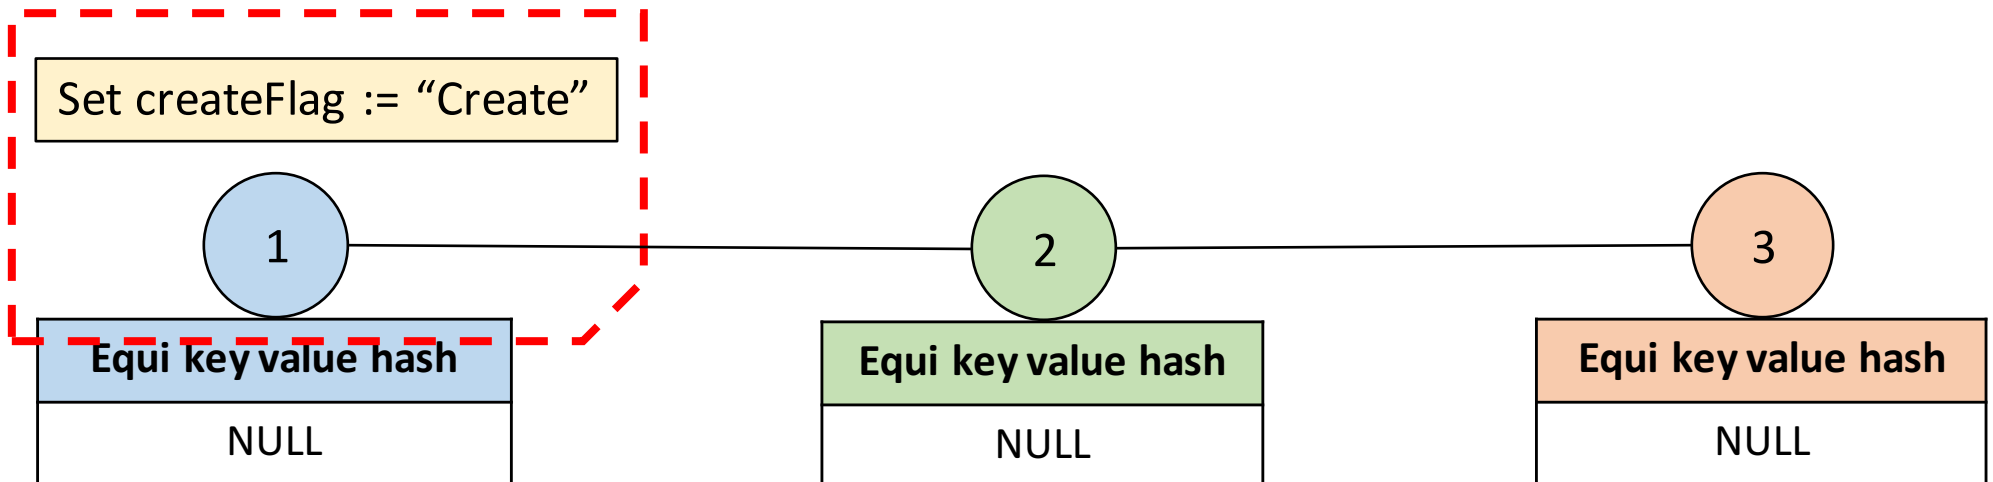 Set createFlag := “Create”
1
2
3
Equi key value hash
Equi key value hash
Equi key value hash
NULL
NULL
NULL